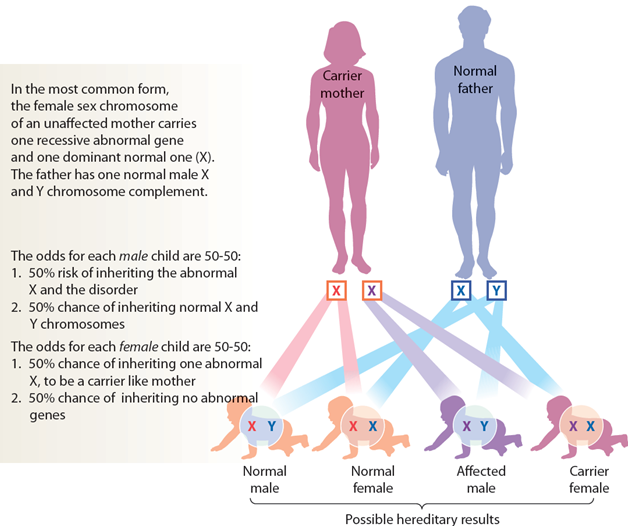 Carrier
mother
Normal
father
In the most common form,
the female sex chromosome
of an unaffected mother carries
one recessive abnormal gene
and one dominant normal one (X).
The father has one normal male X
and Y chromosome complement.
The odds for each male child are 50-50:
1. 50% risk of inheriting the abnormal
X and the disorder
2. 50% chance of inheriting normal X and
Y chromosomes
The odds for each female child are 50-50:
1. 50% chance of inheriting one abnormal
X, to be a carrier like mother
2. 50% chance of inheriting no abnormal
genes
X X X Y
X Y X X X Y X X
Normal
male
Normal
female
Affected
male
Carrier
female
Possible hereditary results